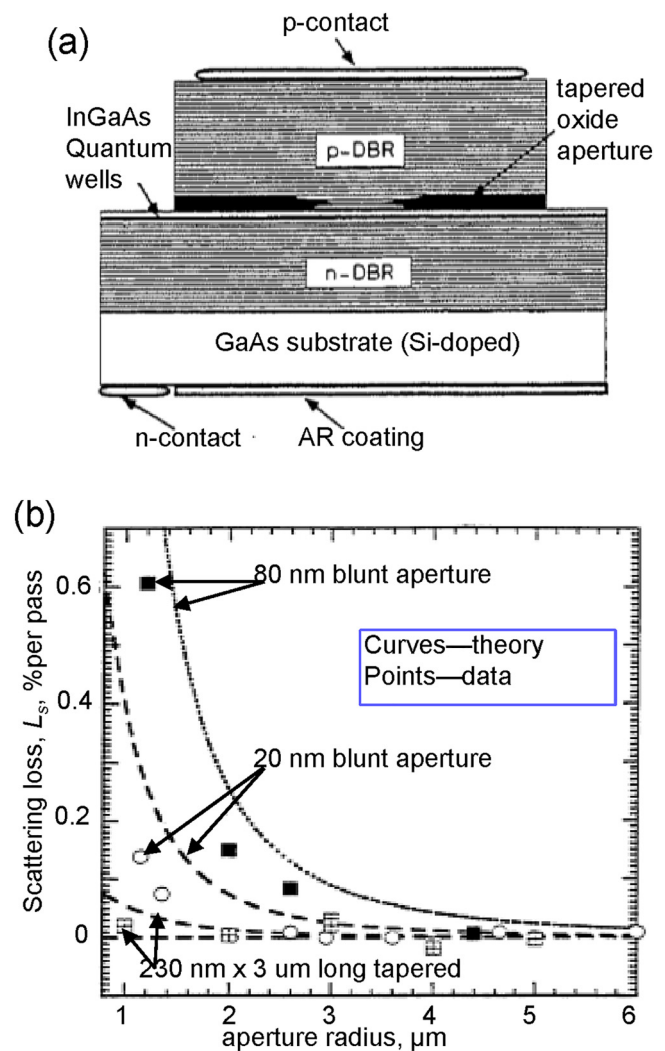 (a)
p-contact
InGaAs
Quantum
wells
tapered
oxide
aperture
p-DBR
n-DBR
GaAs substrate (Si-doped)
n-contact
AR coating
(b)
Scattering loss, Ls, %per pass
0.6
0.4
0.2
0
80 nm blunt aperture
Curves—theory
Points—data
20 nm blunt aperture
230 nm x 3 um long tapered
1 2 3 4 5 6
aperture radius, µm